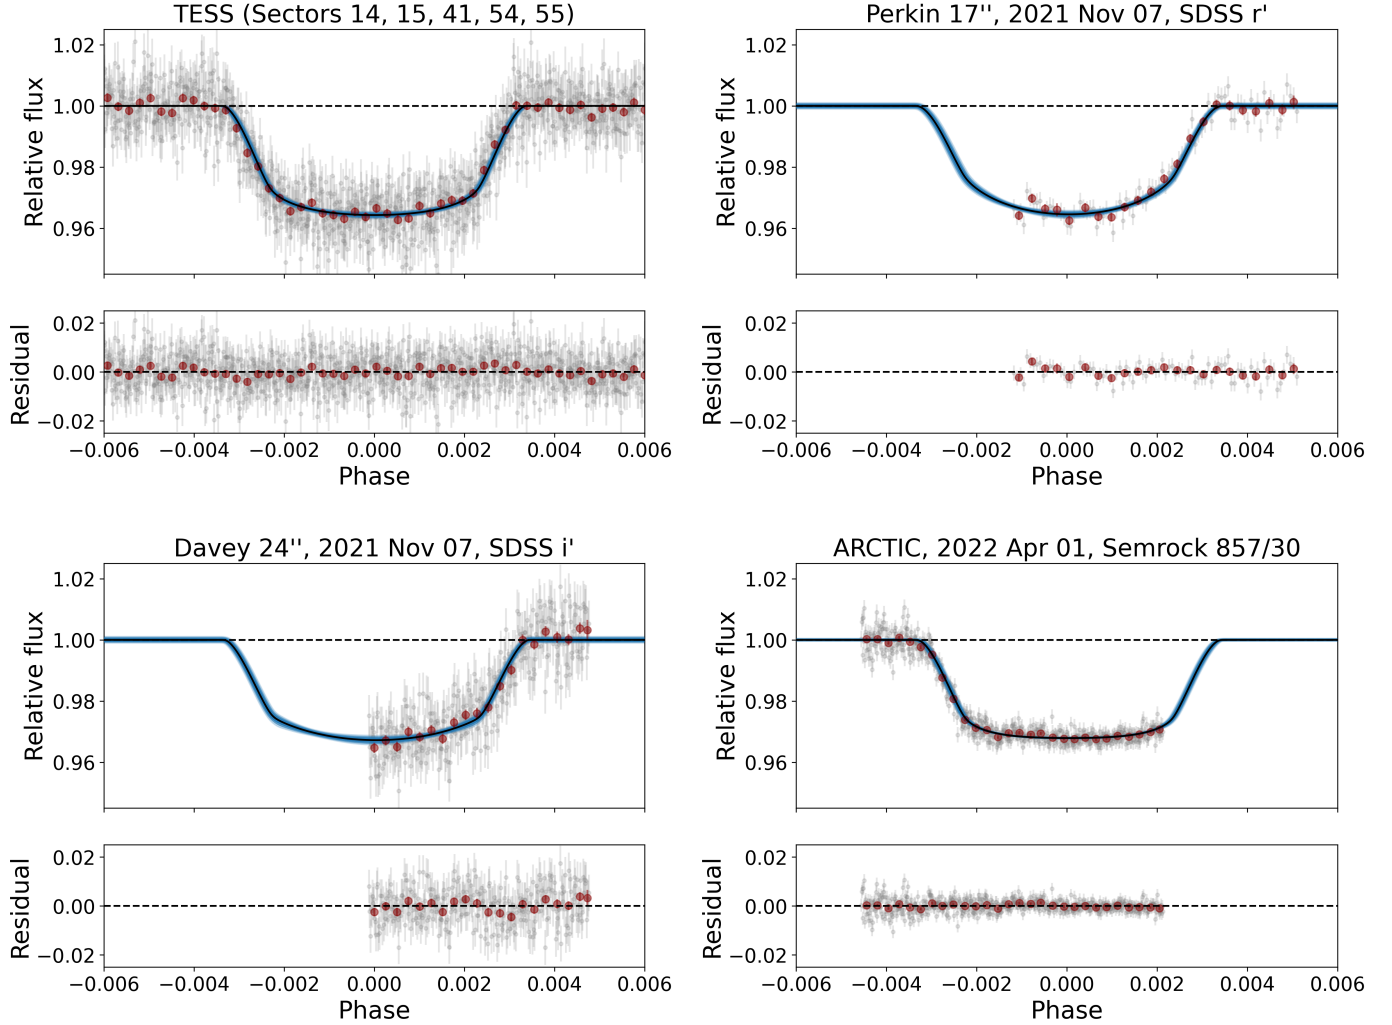 TESS (Sectors 14, 15, 41, 54, 55)
1.02
1.00
0.98
0.96
Relative flux
0.02
0.00
−0.02
Residual
−0.006 −0.004 −0.002 0.000 0.002 0.004 0.006
Phase
Perkin 17'', 2021 Nov 07, SDSS r'
1.02
1.00
0.98
0.96
Relative flux
0.02
0.00
−0.02
Residual
−0.006 −0.004 −0.002 0.000 0.002 0.004 0.006
Phase
Davey 24'', 2021 Nov 07, SDSS i'
1.02
1.00
0.98
0.96
Relative flux
0.02
0.00
−0.02
Residual
−0.006 −0.004 −0.002 0.000 0.002 0.004 0.006
Phase
ARCTIC, 2022 Apr 01, Semrock 857/30
1.02
1.00
0.98
0.96
Relative flux
0.02
0.00
−0.02
Residual
−0.006 −0.004 −0.002 0.000 0.002 0.004 0.006
Phase